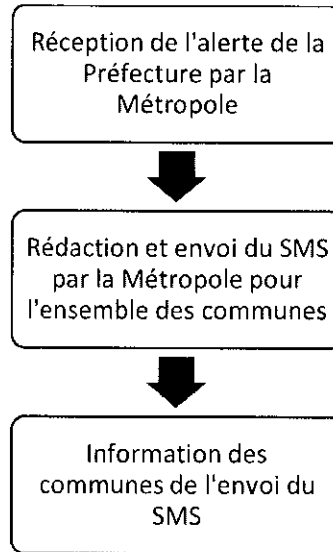 Réception de l'alerte de la
Préfecture par la
Métropole
Rédaction et envoi du SMS
par la Métropole pour
l'ensemble des communes
Information des
communes de l'envoi du
SMS